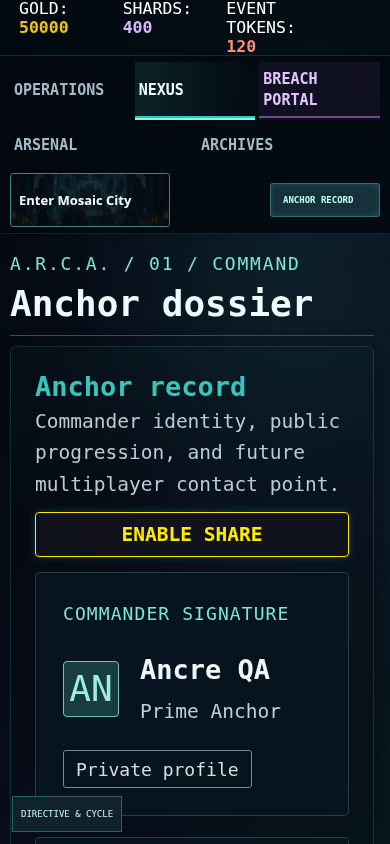 GOLD: SHARDS: EVENT
50000 400 TOKENS:
120
OPERATIONS NEXUS BREACH
PORTAL
ARSENAL ARCHIVES
Enter Mosaic City ANCHOR RECORD
A.R.C.A. / 01 / COMMAND
Anchor dossier
Anchor record
Commander identity, public
progression, and future
multiplayer contact point.
ENABLE SHARE
COMMANDER SIGNATURE
AN Ancre QA
Prime Anchor
Private profile
DIRECTIVE & CYCLE